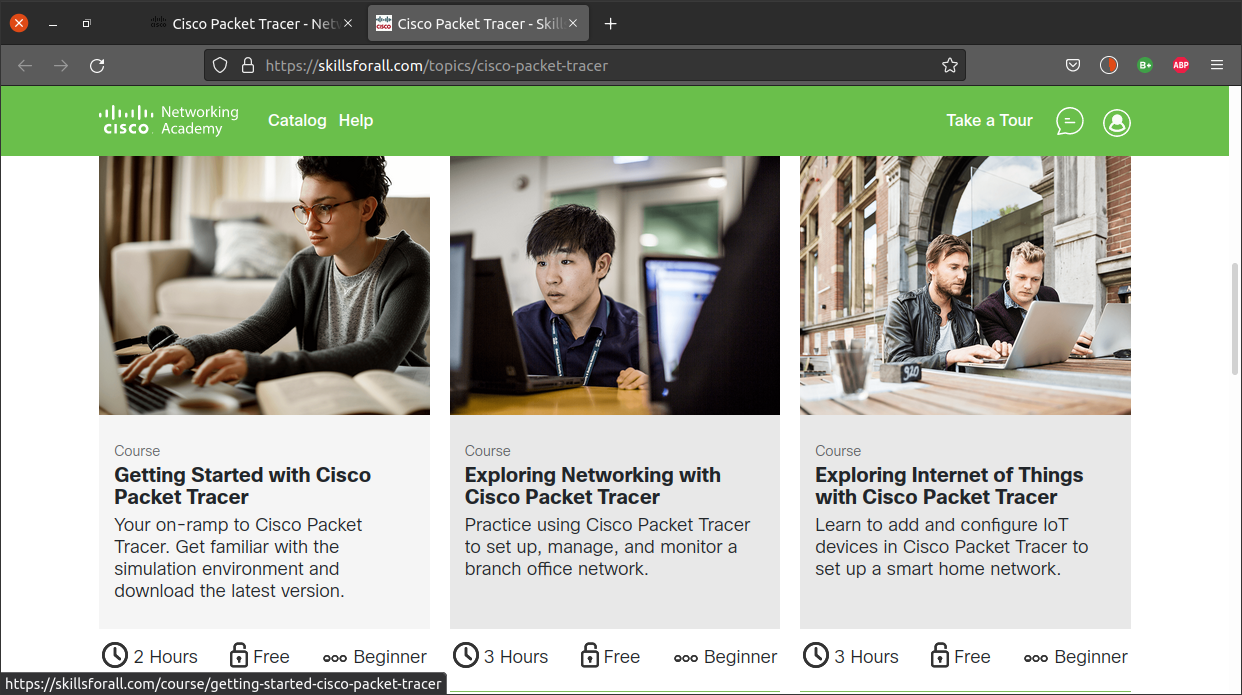 Cisco Packet Tracer - Net
Cisco Packet Tracer - Skill
https://skillsforall.com/topics/cisco-packet-tracer
B+
ABP
CISCO Networking Academy
Catalog
Help
Take a Tour
920
Course
Getting Started with Cisco
Packet Tracer
Your on-ramp to Cisco Packet
Tracer. Get familiar with the
simulation environment and
download the latest version.
2 Hours
Free
Beginner
Course
Exploring Networking with
Cisco Packet Tracer
Practice using Cisco Packet Tracer
to set up, manage, and monitor a
branch office network.
3 Hours
Free
Beginner
Course
Exploring Internet of Things
with Cisco Packet Tracer
Learn to add and configure IoT
devices in Cisco Packet Tracer to
set up a smart home network.
3 Hours
Free
Beginner
https://skillsforall.com/course/getting-started-cisco-packet-tracer